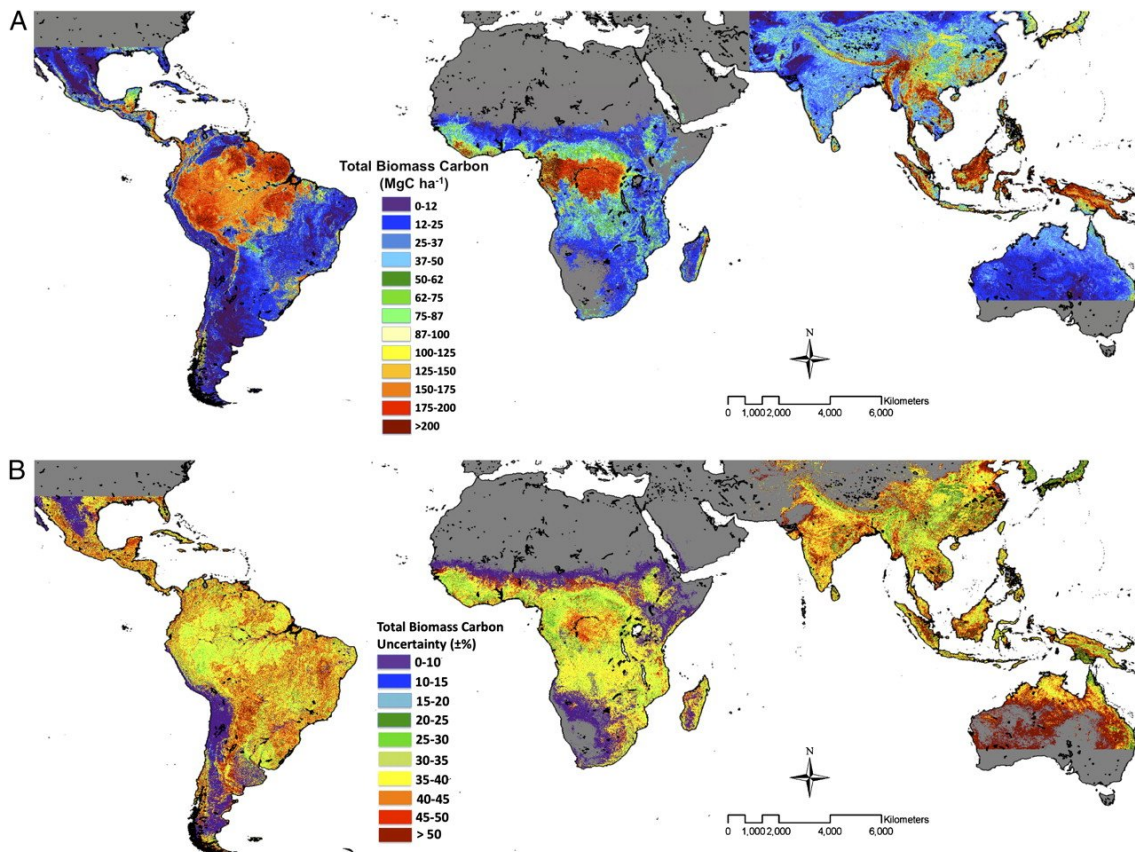 A
Total Biomass Carbon
(MgC ha⁻¹)
0-12
12-25
25-37
37-50
50-62
62-75
75-87
87-100
100-125
125-150
150-175
175-200
>200
N
Kilometers
0 1,000 2,000 4,000 6,000
B
Total Biomass Carbon
Uncertainty (±%)
0-10
10-15
15-20
20-25
25-30
30-35
35-40
40-45
45-50
> 50
N
Kilometers
0 1,000 2,000 4,000 6,000